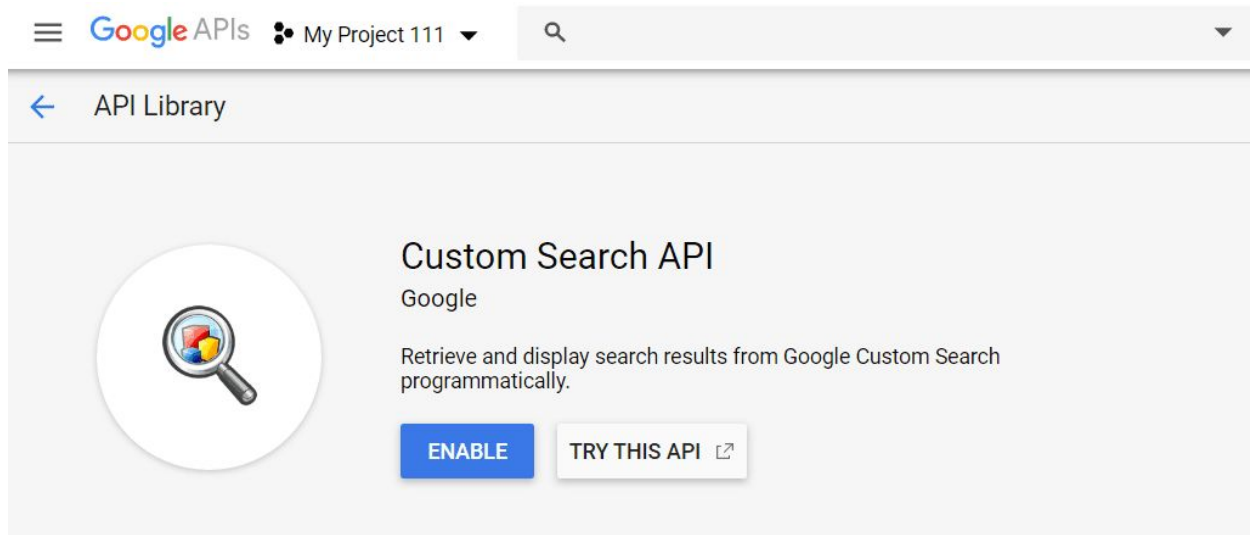 Google APIs My Project 111
API Library
Custom Search API
Google
Retrieve and display search results from Google Custom Search
programmatically.
ENABLE TRY THIS API